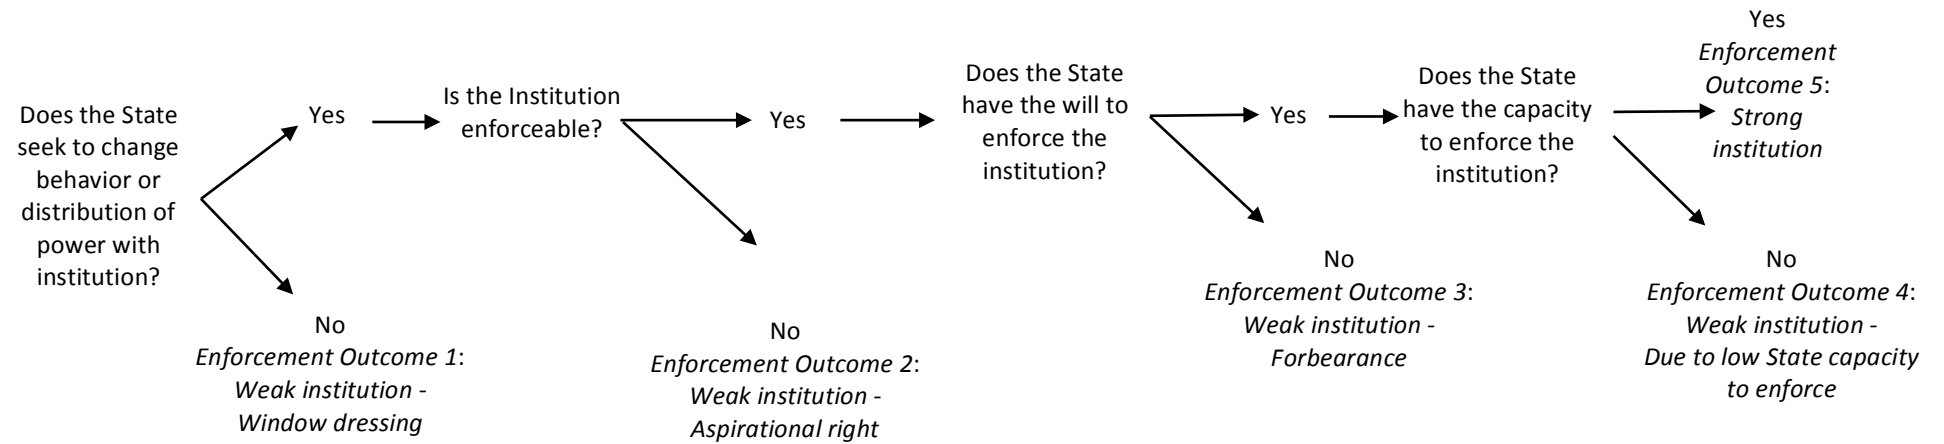 Does the State
seek to change
behavior or
distribution of
power with
institution?
Yes
No
Enforcement Outcome 1:
Weak institution -
Window dressing
Is the Institution
enforceable?
Yes
No
Enforcement Outcome 2:
Weak institution -
Aspirational right
Does the State
have the will to
enforce the
institution?
Yes
No
Enforcement Outcome 3:
Weak institution -
Forbearance
Does the State
have the capacity
to enforce the
institution?
Yes
Enforcement
Outcome 5:
Strong
institution
No
Enforcement Outcome 4:
Weak institution -
Due to low State capacity
to enforce